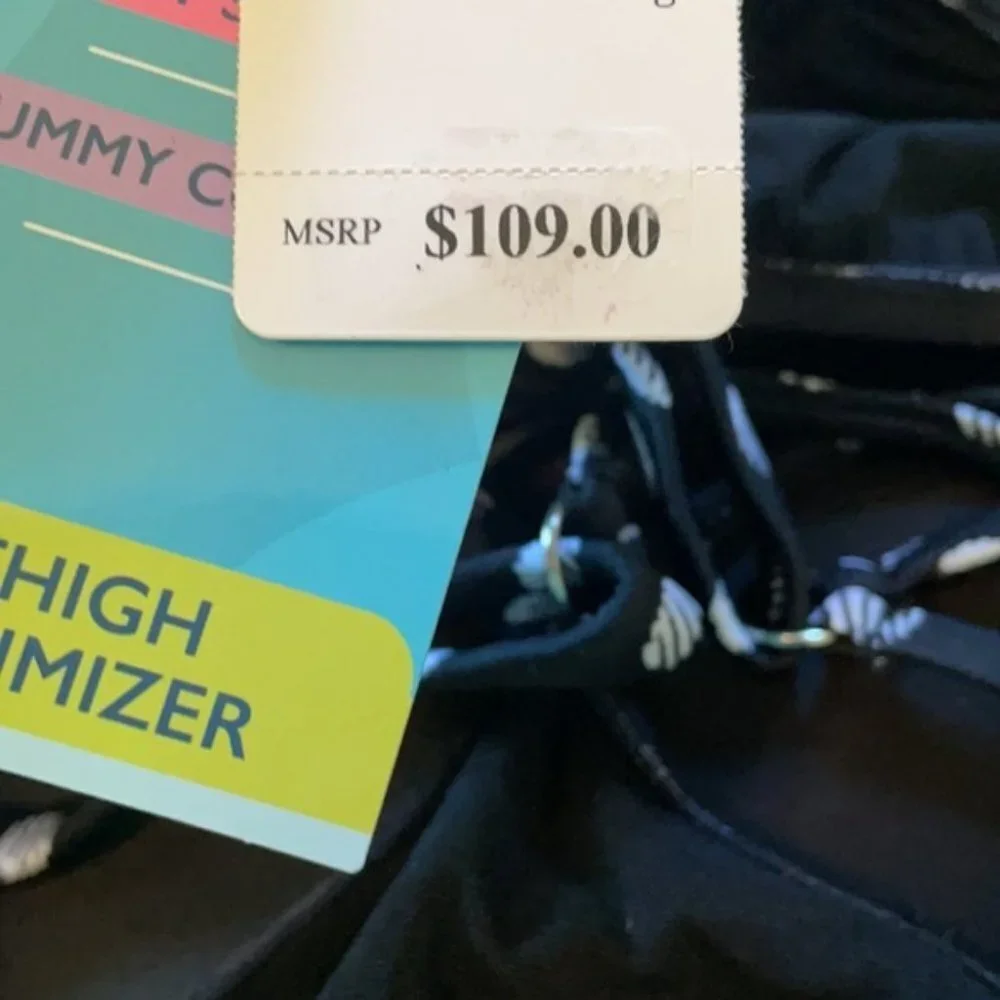 UMMY C
MSRP $109.00
THIGH
IMIZER